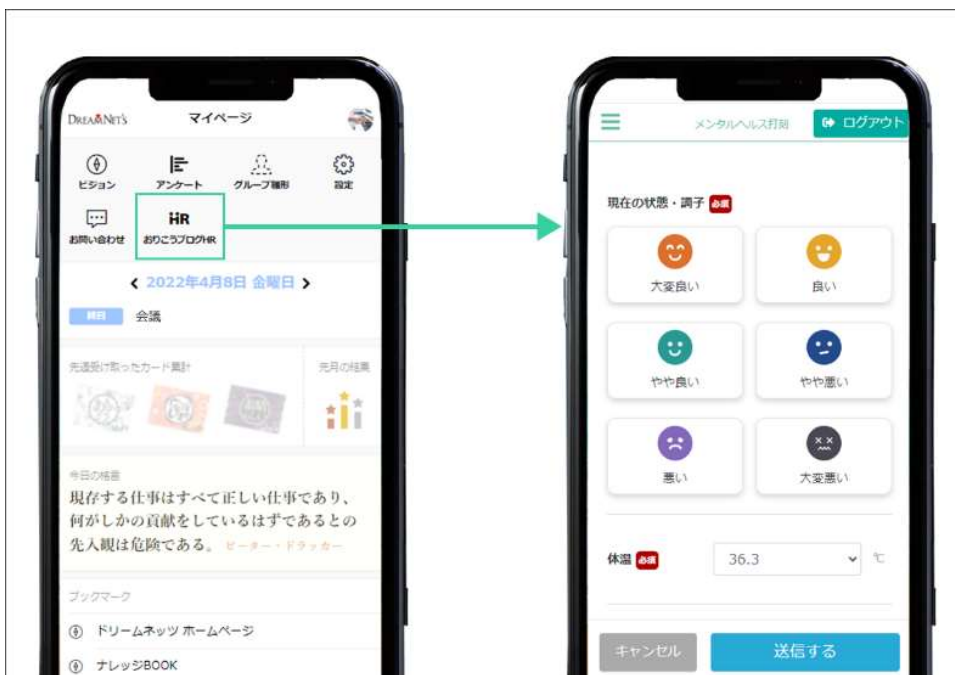 DREAMNET'S マイページ
ビジョン アンケート グループ雛形 設定
HR
お問い合わせ おりこうブログHR
2022年4月8日 金曜日
終日 会議
先週受け取ったカード累計 先月の結果
今日の格言
現存する仕事はすべて正しい仕事であり、
何がしかの貢献をしているはずであるとの
先入観は危険である。 ピーター・ドラッカー
ブックマーク
ドリームネッツ ホームページ
ナレッジBOOK
メンタルヘルス打刻 ログアウト
現在の状態・調子 必須
大変良い 良い
やや良い やや悪い
悪い 大変悪い
体温 必須 36.3 ℃
キャンセル 送信する